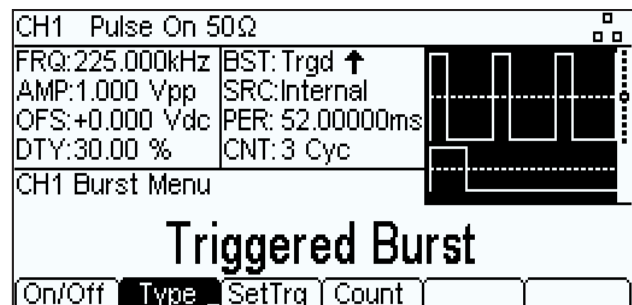 CH1 Pulse On 50Ω
FRQ:225.000kHz BST: Trgd ↑
AMP:1.000 Vpp SRC:Internal
OFS:+0.000 Vdc PER: 52.00000ms
DTY:30.00 % CNT: 3 Cyc
CH1 Burst Menu
Triggered Burst
On/Off Type SetTrg Count